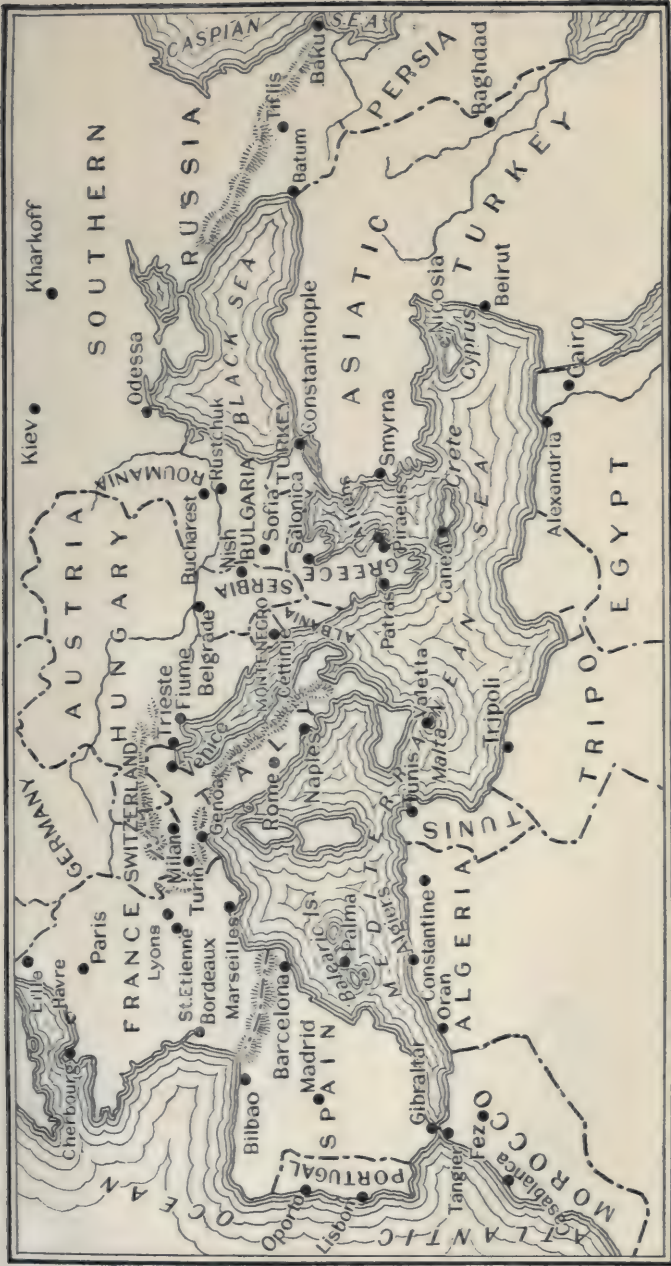 ATLANTIC
OCEAN
Cherbourg
Havre
Lille
Paris
FRANCE
Lyons
St.Etienne
Bordeaux
Marseilles
GERMANY
SWITZERLAND
Milan
Turin
Genoa
Venice
Trieste
Fiume
AUSTRIA
HUNGARY
Belgrade
Kiev
Kharkoff
SOUTHERN
RUSSIA
Odessa
ROUMANIA
Bucharest
Rustchuk
BULGARIA
Sofia
Nish
SERBIA
MONTENEGRO
Cettinje
ALBANIA
TURKEY
Constantinople
Salonica
BLACK SEA
CASPIAN
SEA
Tiflis
Baku
Batum
PERSIA
Bilbao
Barcelona
Madrid
SPAIN
PORTUGAL
Oporto
Lisbon
Gibraltar
Balearic Is.
Palma
ITALY
Rome
Naples
GREECE
Athens
Piraeus
Patras
Smyrna
ASIATIC
TURKEY
Baghdad
Canea
Crete
Nicosia
Cyprus
Beirut
MEDITERRANEAN
SEA
Valetta
Malta
Tangier
Fez
Casablanca
MOROCCO
Oran
Algiers
Constantine
ALGERIA
Tunis
TUNIS
Tripoli
TRIPOLI
Alexandria
Cairo
EGYPT